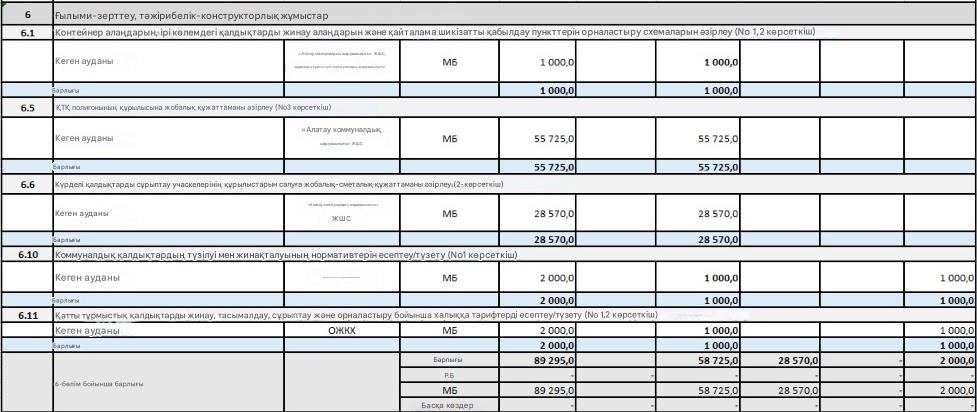 6 Ғылыми-зерттеу, тәжірибелік-конструкторлық жұмыстар
6.1 Контейнер алаңдарың,-ірі көлемдегі қалдықтарды жинау алаңдарын және қайталама шикізатты қабылдау пункттерін орналастыру схемаларын әзірлеу (No 1,2 көрсеткіш)
Кеген ауданы МБ 1 000,0 1 000,0
Барлығы 1 000,0 1 000,0
6.5 ҚТҚ полигонының құрылысына жобалық құжаттаманы әзірлеу (No3 көрсеткіш)
Кеген ауданы «Алатау коммуналдық шаруашылығы» ЖШС МБ 55 725,0 55 725,0
Барлығы 55 725,0 55 725,0
6.6 Күрделі қалдықтарды сұрыптау учаскелерінің құрылыстарын салуға жобалық-сметалық-құжаттаманы әзірлеу,(2-көрсеткіш)
Кеген ауданы ЖШС МБ 28 570,0 28 570,0
Барлығы 28 570,0 28 570,0
6.10 Коммуналдық қалдықтардың түзілуі мен жинақталуының нормативтерін есептеу/түзету (No1 көрсеткіш)
Кеген ауданы МБ 2 000,0 1 000,0 1 000,0
Барлығы 2 000,0 1 000,0 1 000,0
6.11 Қатты тұрмыстық қалдықтарды жинау, тасымалдау, сұрыптау және орналастыру бойынша халыққа тарифтерді есептеу/түзету (No 1,2 көрсеткіш)
Кеген ауданы ОЖКХ МБ 2 000,0 1 000,0 1 000,0
Барлығы 2 000,0 1 000,0 1 000,0
6-бөлім бойынша барлығы
Барлығы 89 295,0 58 725,0 28 570,0 - 2 000,0
Р.Б - - - - -
МБ 89 295,0 58 725,0 28 570,0 - 2 000,0
Басқа көздер - - - - -